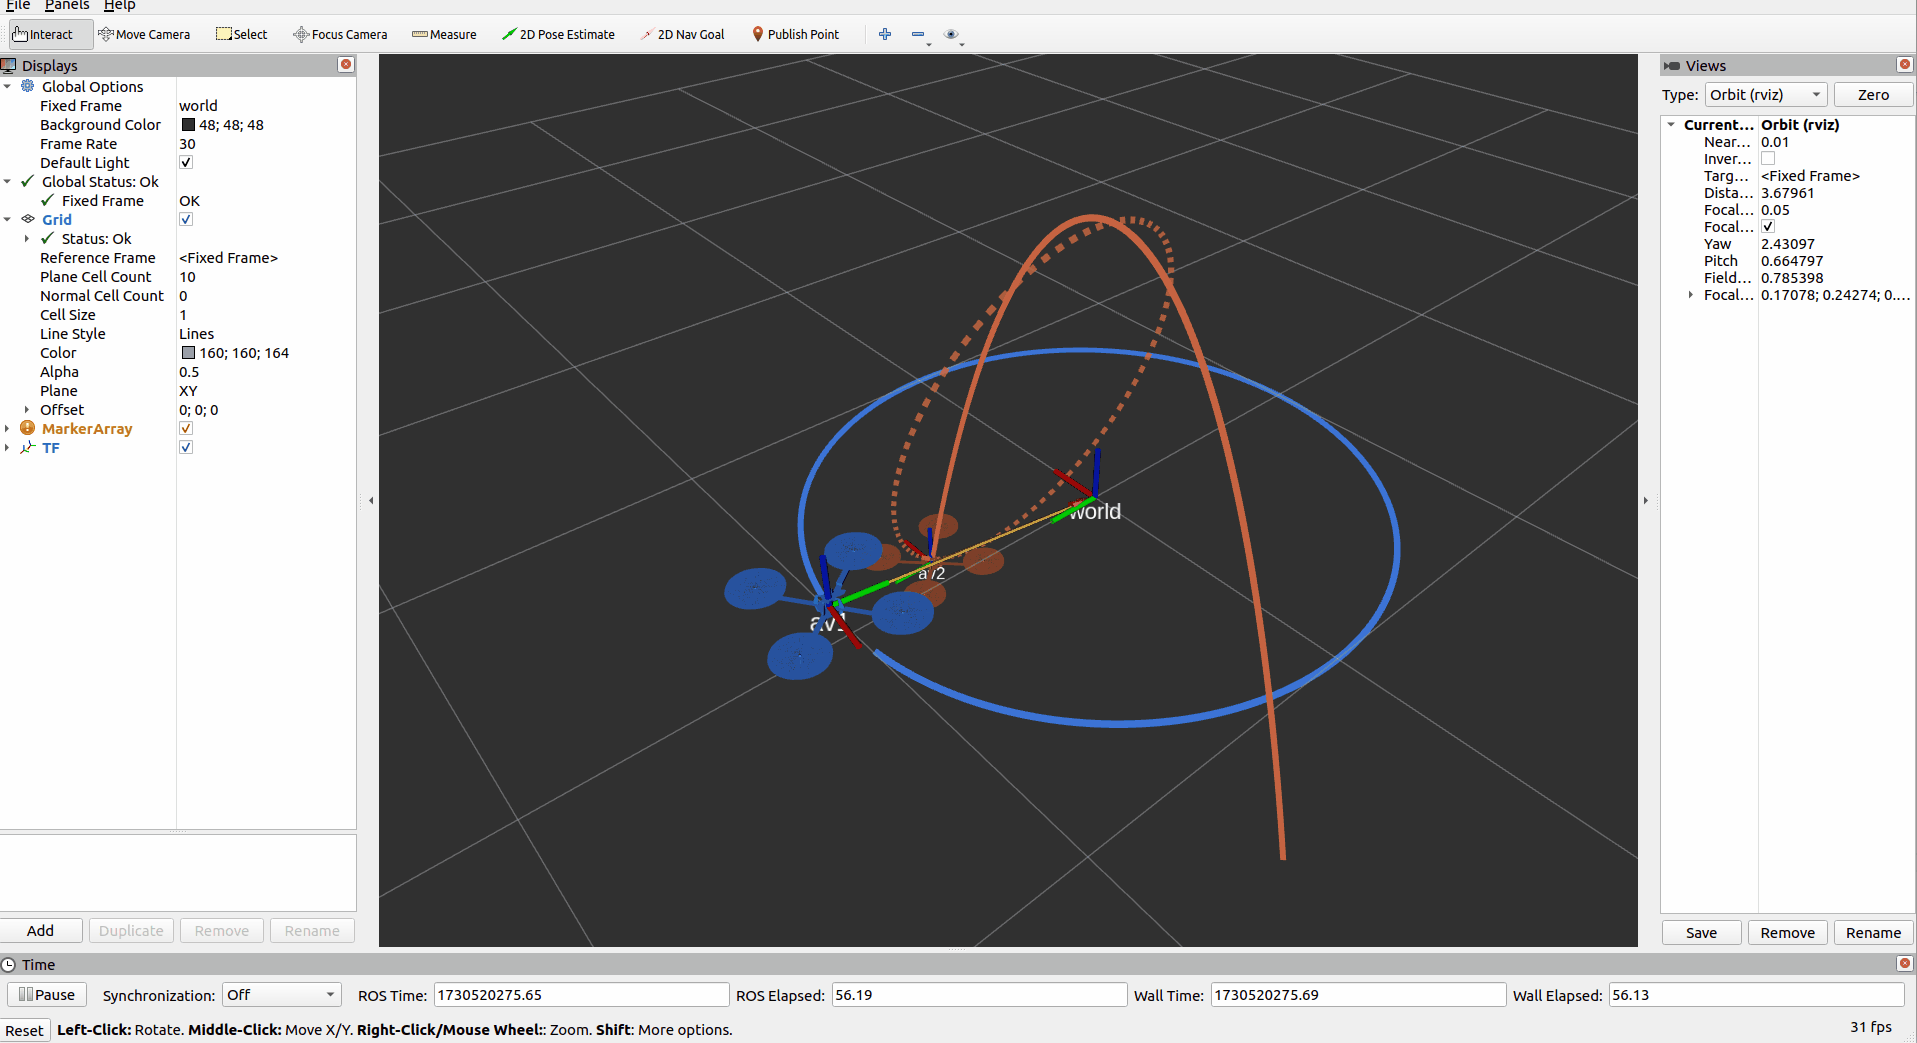 File Panels Help
Interact Move Camera Select Focus Camera Measure 2D Pose Estimate 2D Nav Goal Publish Point
Displays
Global Options
Fixed Frame world
Background Color 48; 48; 48
Frame Rate 30
Default Light
Global Status: Ok
Fixed Frame OK
Grid
Status: Ok
Reference Frame <Fixed Frame>
Plane Cell Count 10
Normal Cell Count 0
Cell Size 1
Line Style Lines
Color 160; 160; 164
Alpha 0.5
Plane XY
Offset 0; 0; 0
MarkerArray
TF
Add Duplicate Remove Rename
world
av2
av1
Views
Type: Orbit (rviz) Zero
Current... Orbit (rviz)
Near... 0.01
Inver...
Targ... <Fixed Frame>
Dista... 3.67961
Focal... 0.05
Focal...
Yaw 2.43097
Pitch 0.664797
Field... 0.785398
Focal... 0.17078; 0.24274; 0....
Save Remove Rename
Time
Pause Synchronization: Off ROS Time: 1730520275.65 ROS Elapsed: 56.19 Wall Time: 1730520275.69 Wall Elapsed: 56.13
Reset Left-Click: Rotate. Middle-Click: Move X/Y. Right-Click/Mouse Wheel:: Zoom. Shift: More options. 31 fps